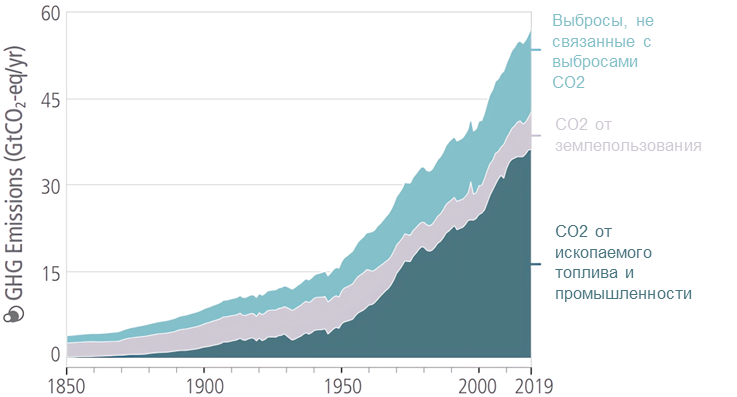 60
45
30
15
0
GHG Emissions (GtCO2-eq/yr)
1850
1900
1950
2000
2019
Выбросы, не
связанные с
выбросами
CO2
CO2 от
землепользования
CO2 от
ископаемого
топлива и
промышленности